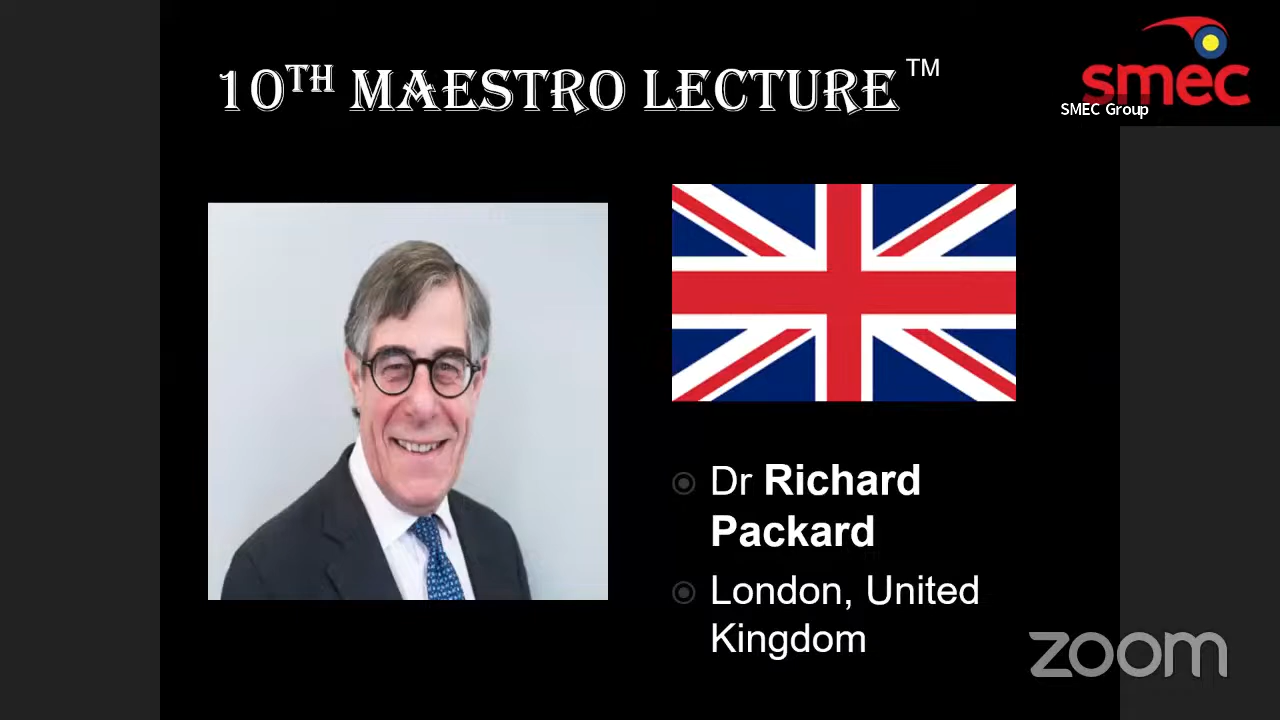 10TH MAESTRO LECTURE™
smec
SMEC Group
Dr Richard
Packard
London, United
Kingdom
zoom